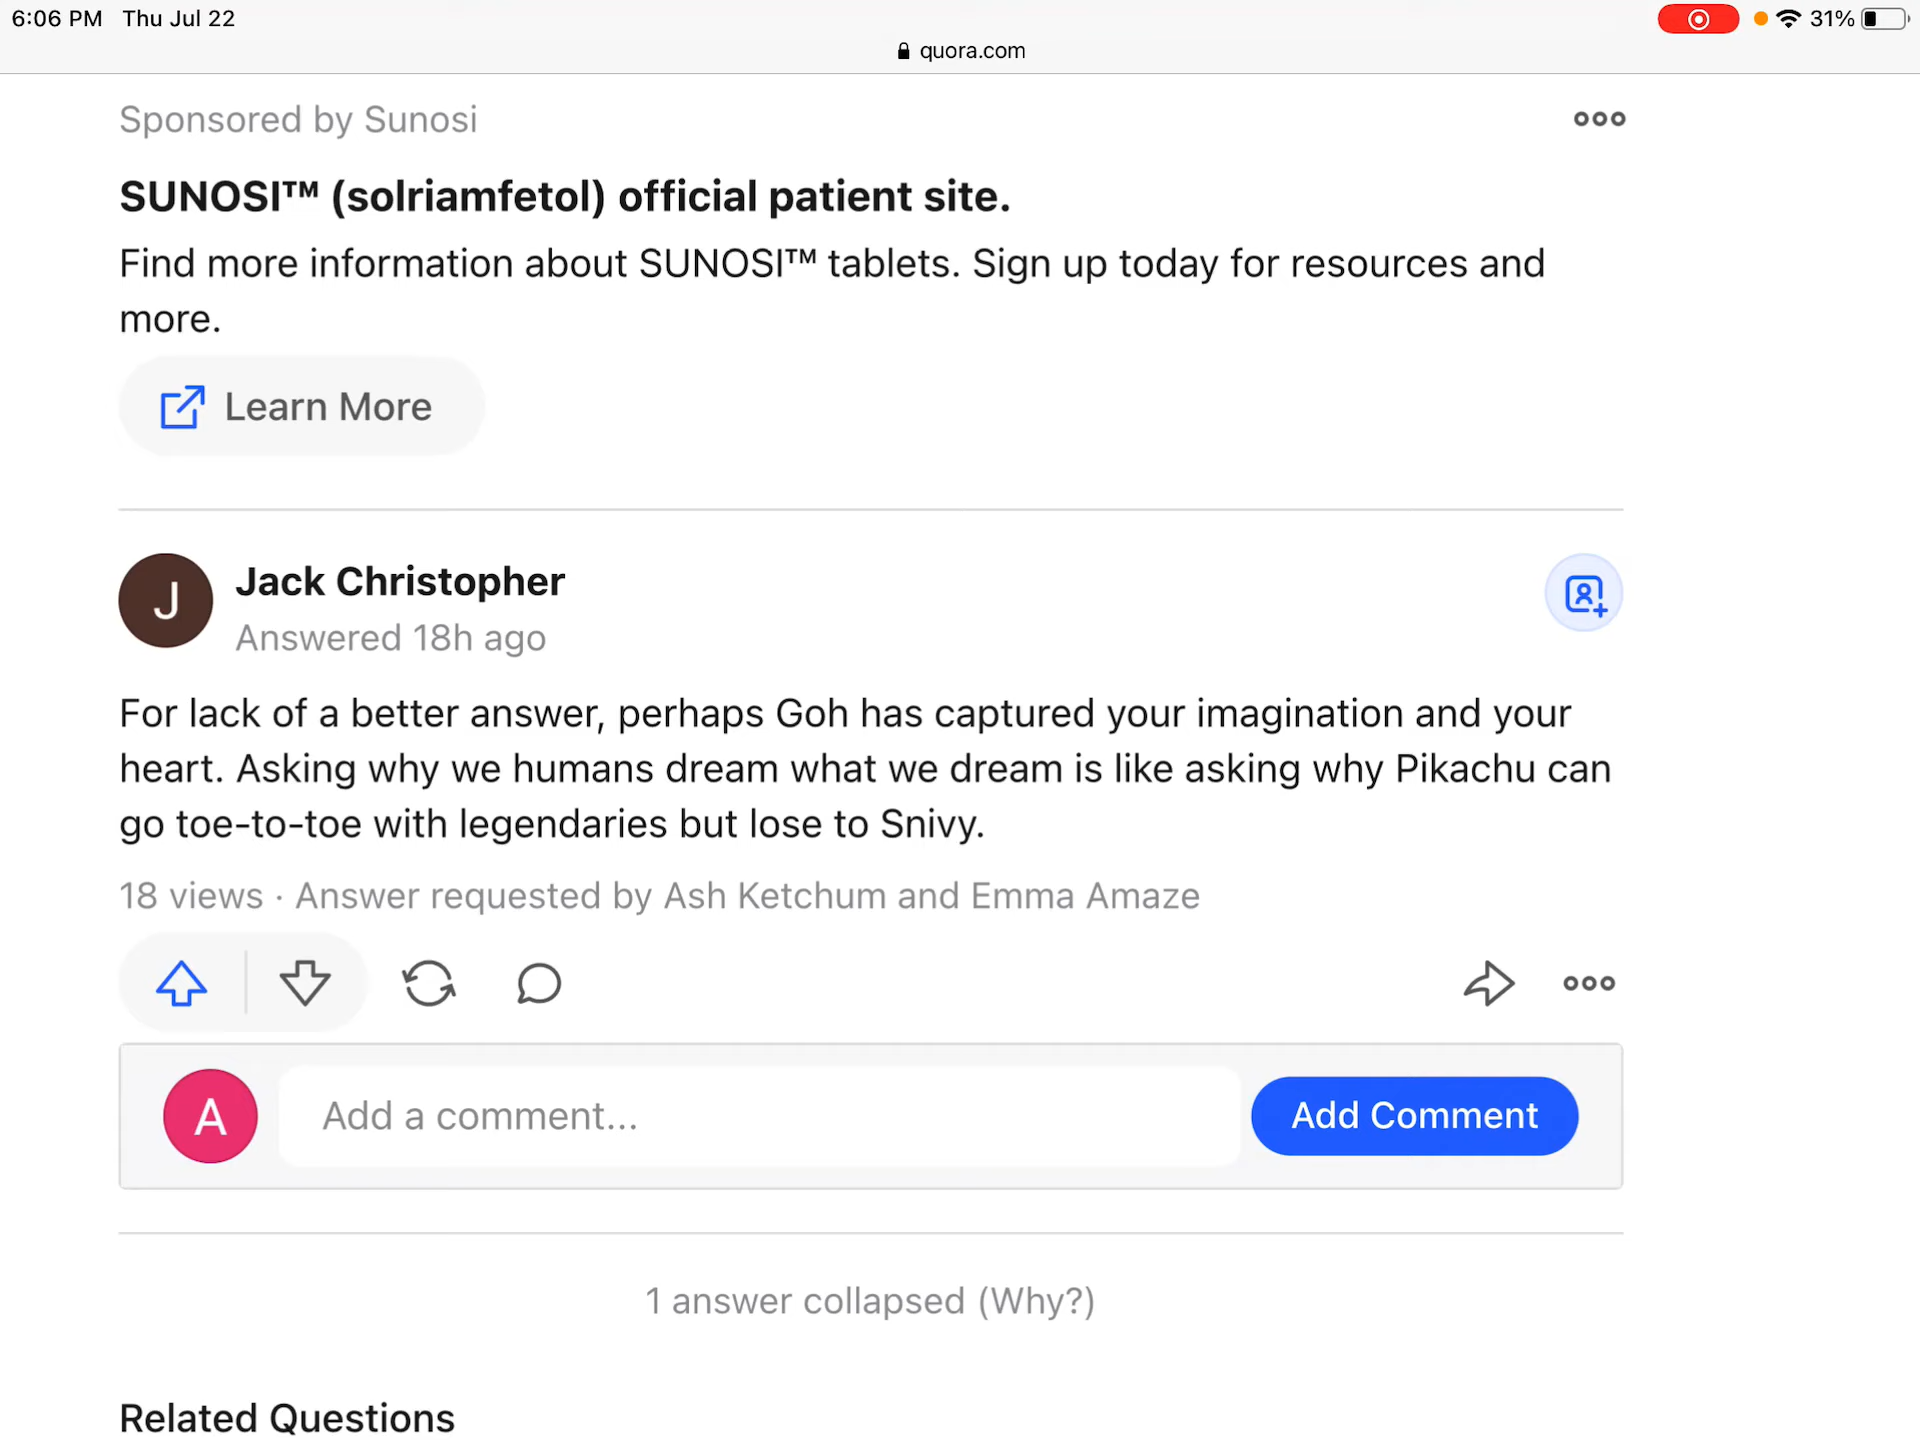 6:06 PM Thu Jul 22
31%
quora.com
Sponsored by Sunosi
SUNOSI™ (solriamfetol) official patient site.
Find more information about SUNOSI™ tablets. Sign up today for resources and
more.
Learn More
J
Jack Christopher
Answered 18h ago
For lack of a better answer, perhaps Goh has captured your imagination and your
heart. Asking why we humans dream what we dream is like asking why Pikachu can
go toe-to-toe with legendaries but lose to Snivy.
18 views · Answer requested by Ash Ketchum and Emma Amaze
A
Add a comment...
Add Comment
1 answer collapsed (Why?)
Related Questions